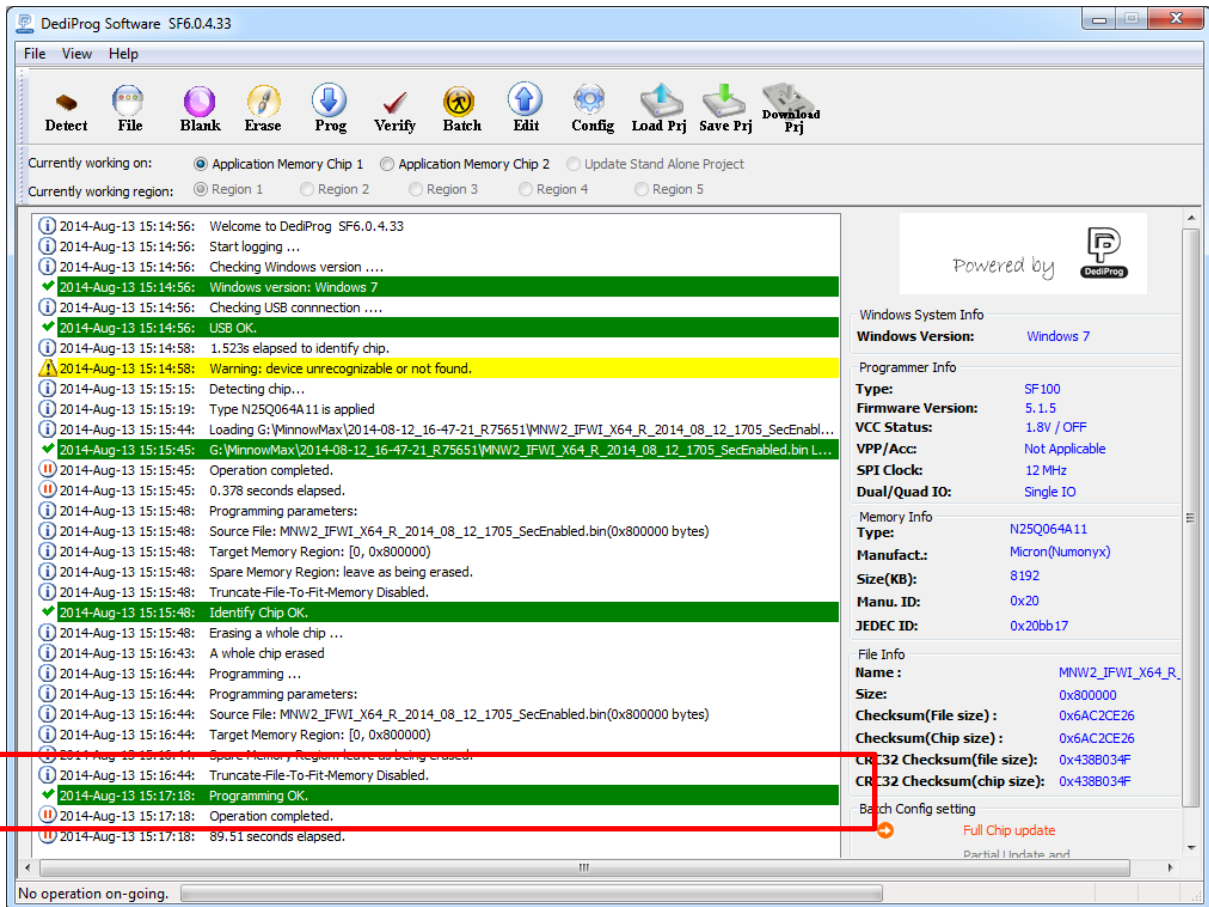 DediProg Software SF6.0.4.33
File View Help
Detect File Blank Erase Prog Verify Batch Edit Config Load Prj Save Prj Download Prj
Currently working on: Application Memory Chip 1 Application Memory Chip 2 Update Stand Alone Project
Currently working region: Region 1 Region 2 Region 3 Region 4 Region 5
2014-Aug-13 15:14:56: Welcome to DediProg SF6.0.4.33
2014-Aug-13 15:14:56: Start logging ...
2014-Aug-13 15:14:56: Checking Windows version ....
2014-Aug-13 15:14:56: Windows version: Windows 7
2014-Aug-13 15:14:56: Checking USB connnection ....
2014-Aug-13 15:14:56: USB OK.
2014-Aug-13 15:14:58: 1.523s elapsed to identify chip.
2014-Aug-13 15:14:58: Warning: device unrecognizable or not found.
2014-Aug-13 15:15:15: Detecting chip...
2014-Aug-13 15:15:19: Type N25Q064A11 is applied
2014-Aug-13 15:15:44: Loading G:\MinnowMax\2014-08-12_16-47-21_R75651\MNW2_IFWI_X64_R_2014_08_12_1705_SecEnabl...
2014-Aug-13 15:15:45: G:\MinnowMax\2014-08-12_16-47-21_R75651\MNW2_IFWI_X64_R_2014_08_12_1705_SecEnabled.bin L...
2014-Aug-13 15:15:45: Operation completed.
2014-Aug-13 15:15:45: 0.378 seconds elapsed.
2014-Aug-13 15:15:48: Programming parameters:
2014-Aug-13 15:15:48: Source File: MNW2_IFWI_X64_R_2014_08_12_1705_SecEnabled.bin(0x800000 bytes)
2014-Aug-13 15:15:48: Target Memory Region: [0, 0x800000)
2014-Aug-13 15:15:48: Spare Memory Region: leave as being erased.
2014-Aug-13 15:15:48: Truncate-File-To-Fit-Memory Disabled.
2014-Aug-13 15:15:48: Identify Chip OK.
2014-Aug-13 15:15:48: Erasing a whole chip ...
2014-Aug-13 15:16:43: A whole chip erased
2014-Aug-13 15:16:44: Programming ...
2014-Aug-13 15:16:44: Programming parameters:
2014-Aug-13 15:16:44: Source File: MNW2_IFWI_X64_R_2014_08_12_1705_SecEnabled.bin(0x800000 bytes)
2014-Aug-13 15:16:44: Target Memory Region: [0, 0x800000)
2014-Aug-13 15:16:44: Spare Memory Region: leave as being erased.
2014-Aug-13 15:16:44: Truncate-File-To-Fit-Memory Disabled.
2014-Aug-13 15:17:18: Programming OK.
2014-Aug-13 15:17:18: Operation completed.
2014-Aug-13 15:17:18: 89.51 seconds elapsed.
Powered by DediProg
Windows System Info
Windows Version: Windows 7
Programmer Info
Type: SF100
Firmware Version: 5.1.5
VCC Status: 1.8V / OFF
VPP/Acc: Not Applicable
SPI Clock: 12 MHz
Dual/Quad IO: Single IO
Memory Info
Type: N25Q064A11
Manufact.: Micron(Numonyx)
Size(KB): 8192
Manu. ID: 0x20
JEDEC ID: 0x20bb17
File Info
Name : MNW2_IFWI_X64_R_
Size: 0x800000
Checksum(File size) : 0x6AC2CE26
Checksum(Chip size) : 0x6AC2CE26
CRC32 Checksum(file size): 0x438B034F
CRC32 Checksum(chip size): 0x438B034F
Batch Config setting
Full Chip update
Partial Update and
No operation on-going.